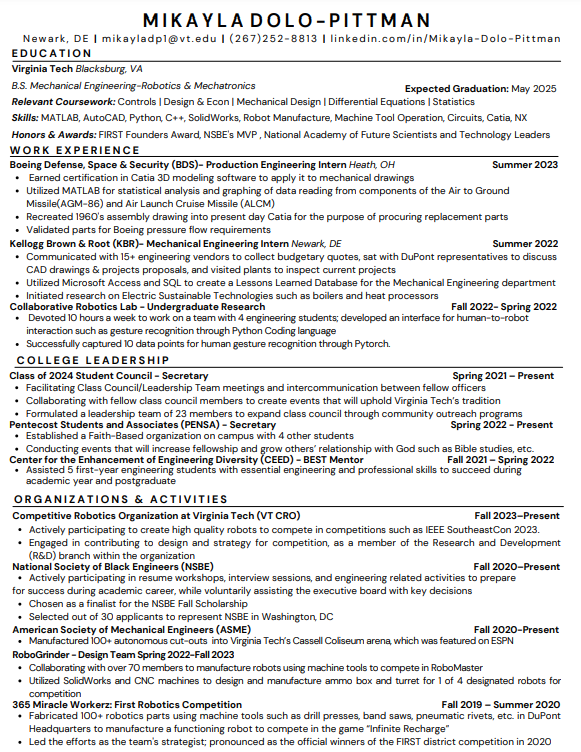 MIKAYLA DOLO-PITTMAN
Newark, DE | mikayladp1@vt.edu | (267)252-8813 | linkedin.com/in/Mikayla-Dolo-Pittman
EDUCATION
Virginia Tech Blacksburg, VA
B.S. Mechanical Engineering-Robotics & Mechatronics
Expected Graduation: May 2025
Relevant Coursework: Controls | Design & Econ | Mechanical Design | Differential Equations | Statistics
Skills: MATLAB, AutoCAD, Python, C++, SolidWorks, Robot Manufacture, Machine Tool Operation, Circuits, Catia, NX
Honors & Awards: FIRST Founders Award, NSBE's MVP , National Academy of Future Scientists and Technology Leaders
WORK EXPERIENCE
Boeing Defense, Space & Security (BDS)- Production Engineering Intern Heath, OH Summer 2023
• Earned certification in Catia 3D modeling software to apply it to mechanical drawings
• Utilized MATLAB for statistical analysis and graphing of data reading from components of the Air to Ground
Missile(AGM-86) and Air Launch Cruise Missile (ALCM)
• Recreated 1960's assembly drawing into present day Catia for the purpose of procuring replacement parts
• Validated parts for Boeing pressure flow requirements
Kellogg Brown & Root (KBR)- Mechanical Engineering Intern Newark, DE Summer 2022
• Communicated with 15+ engineering vendors to collect budgetary quotes, sat with DuPont representatives to discuss
CAD drawings & projects proposals, and visited plants to inspect current projects
• Utilized Microsoft Access and SQL to create a Lessons Learned Database for the Mechanical Engineering department
• Initiated research on Electric Sustainable Technologies such as boilers and heat processors
Collaborative Robotics Lab - Undergraduate Research Fall 2022- Spring 2022
• Devoted 10 hours a week to work on a team with 4 engineering students; developed an interface for human-to-robot
interaction such as gesture recognition through Python Coding language
• Successfully captured 10 data points for human gesture recognition through Pytorch.
COLLEGE LEADERSHIP
Class of 2024 Student Council - Secretary Spring 2021 – Present
• Facilitating Class Council/Leadership Team meetings and intercommunication between fellow officers
• Collaborating with fellow class council members to create events that will uphold Virginia Tech's tradition
• Formulated a leadership team of 23 members to expand class council through community outreach programs
Pentecost Students and Associates (PENSA) - Secretary Spring 2022 - Present
• Established a Faith-Based organization on campus with 4 other students
• Conducting events that will increase fellowship and grow others' relationship with God such as Bible studies, etc.
Center for the Enhancement of Engineering Diversity (CEED) - BEST Mentor Fall 2021 – Spring 2022
• Assisted 5 first-year engineering students with essential engineering and professional skills to succeed during
academic year and postgraduate
ORGANIZATIONS & ACTIVITIES
Competitive Robotics Organization at Virginia Tech (VT CRO) Fall 2023–Present
• Actively participating to create high quality robots to compete in competitions such as IEEE SoutheastCon 2023.
• Engaged in contributing to design and strategy for competition, as a member of the Research and Development
(R&D) branch within the organization
National Society of Black Engineers (NSBE) Fall 2020–Present
• Actively participating in resume workshops, interview sessions, and engineering related activities to prepare
for success during academic career, while voluntarily assisting the executive board with key decisions
• Chosen as a finalist for the NSBE Fall Scholarship
• Selected out of 30 applicants to represent NSBE in Washington, DC
American Society of Mechanical Engineers (ASME) Fall 2020-Present
• Manufactured 100+ autonomous cut-outs into Virginia Tech's Cassell Coliseum arena, which was featured on ESPN
RoboGrinder - Design Team Spring 2022-Fall 2023
• Collaborating with over 70 members to manufacture robots using machine tools to compete in RoboMaster
• Utilized SolidWorks and CNC machines to design and manufacture ammo box and turret for 1 of 4 designated robots for
competition
365 Miracle Workerz: First Robotics Competition Fall 2019 – Summer 2020
• Fabricated 100+ robotics parts using machine tools such as drill presses, band saws, pneumatic rivets, etc. in DuPont
Headquarters to manufacture a functioning robot to compete in the game "Infinite Recharge"
• Led the efforts as the team's strategist; pronounced as the official winners of the FIRST district competition in 2020